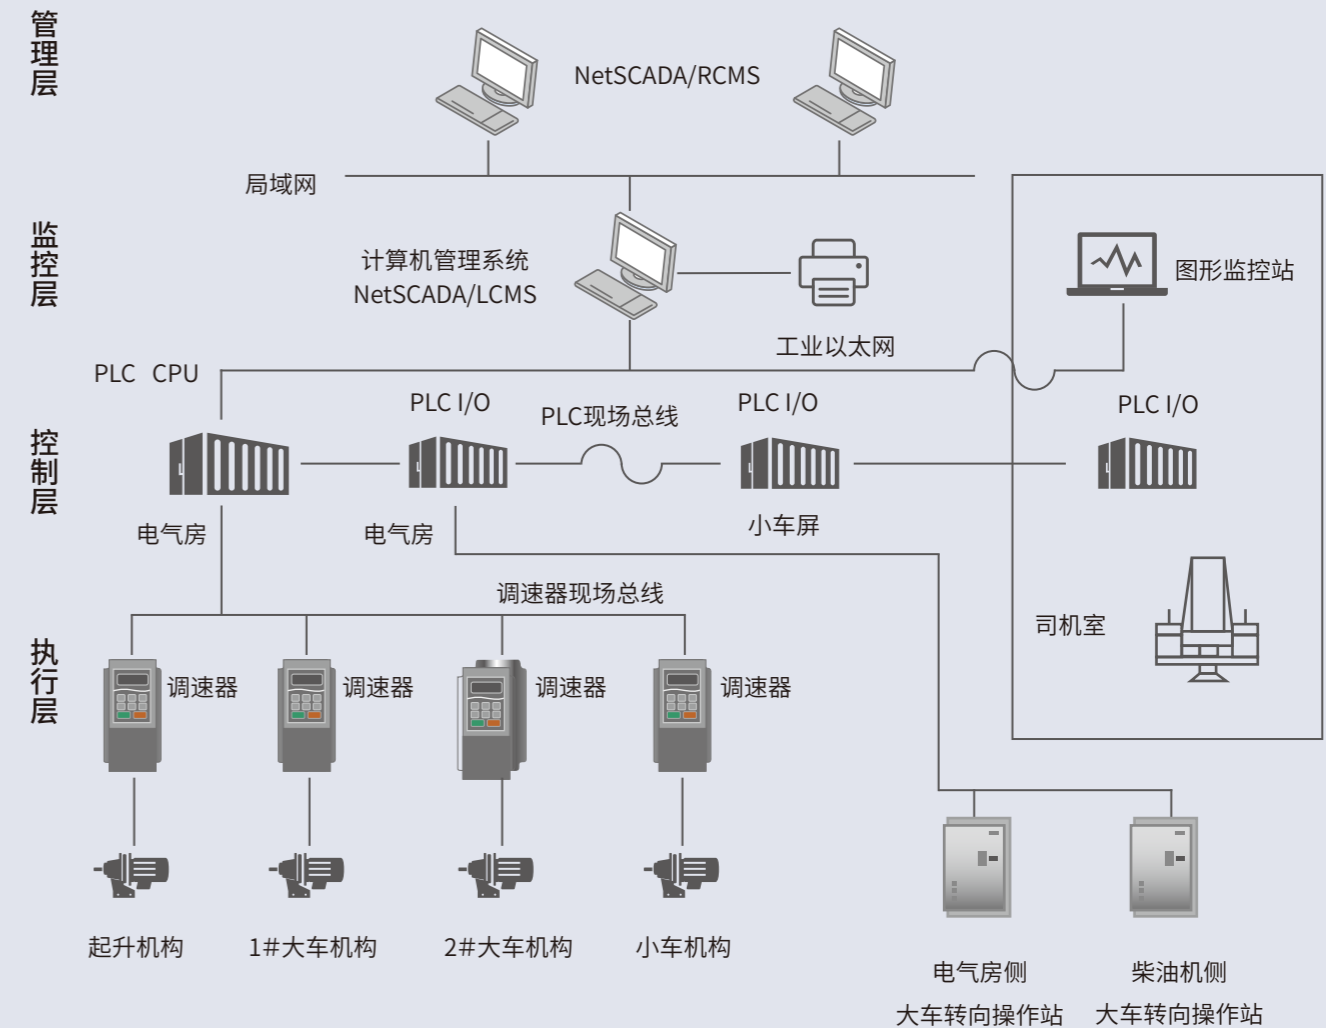 管理层
NetSCADA/RCMS
局域网
监控层
计算机管理系统
NetSCADA/LCMS
图形监控站
工业以太网
PLC CPU
PLC I/O
PLC现场总线
PLC I/O
PLC I/O
控制层
电气房
电气房
小车屏
调速器现场总线
司机室
执行层
调速器
调速器
调速器
调速器
起升机构
1#大车机构
2#大车机构
小车机构
电气房侧
大车转向操作站
柴油机侧
大车转向操作站